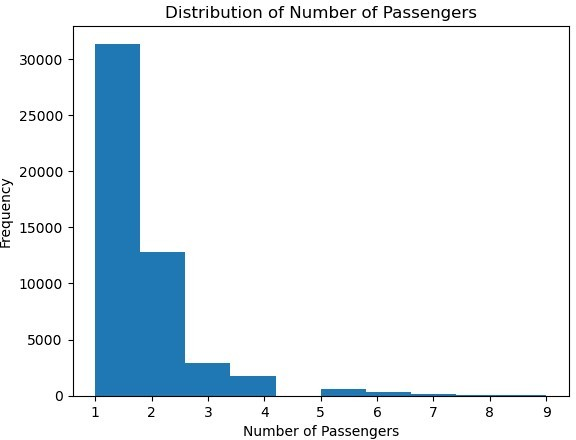 Distribution of Number of Passengers
30000
25000
20000
15000
10000
5000
0
Frequency
1 2 3 4 5 6 7 8 9
Number of Passengers